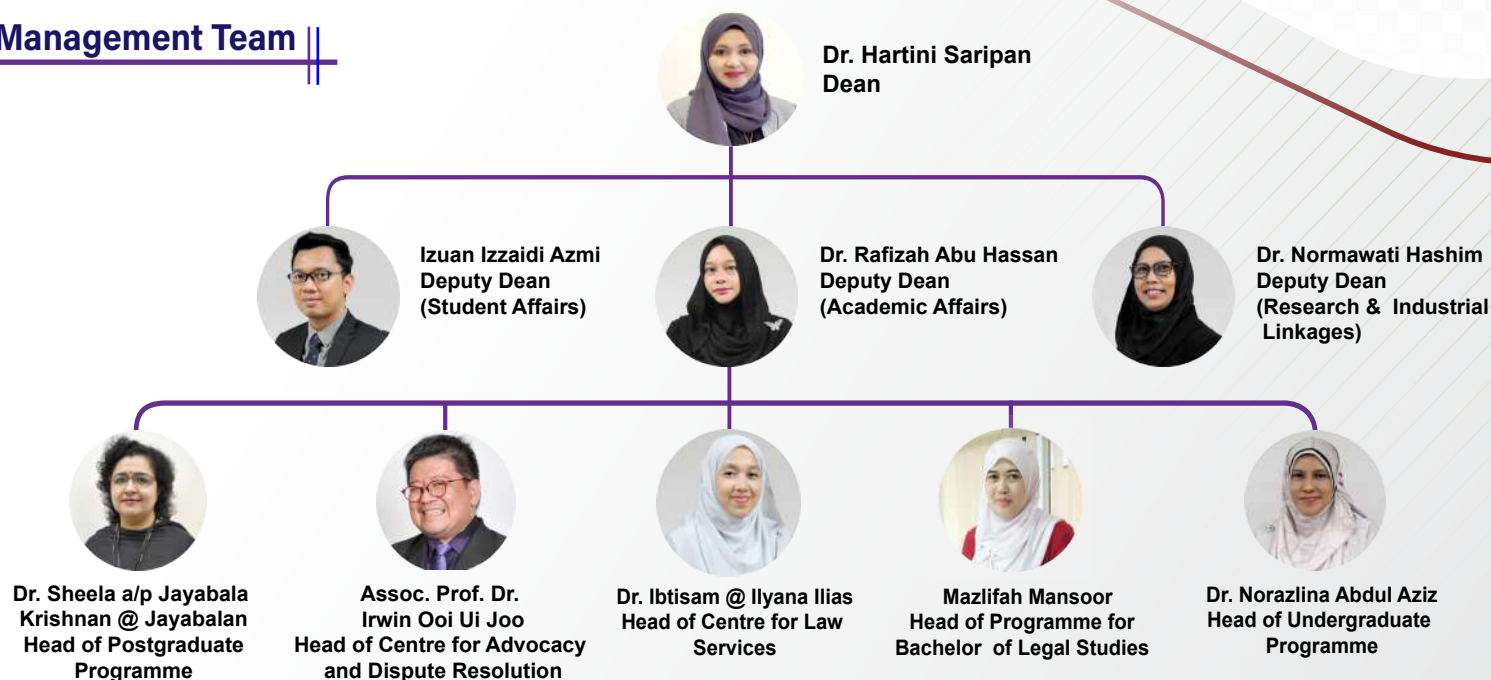 Management Team
Dr. Hartini Saripan
Dean
Izuan Izzaidi Azmi
Deputy Dean
(Student Affairs)
Dr. Rafizah Abu Hassan
Deputy Dean
(Academic Affairs)
Dr. Normawati Hashim
Deputy Dean
(Research & Industrial
Linkages)
Dr. Sheela a/p Jayabala
Krishnan @ Jayabalan
Head of Postgraduate
Programme
Assoc. Prof. Dr.
Irwin Ooi Ui Joo
Head of Centre for Advocacy
and Dispute Resolution
Dr. Ibtisam @ Ilyana Ilias
Head of Centre for Law
Services
Mazlifah Mansoor
Head of Programme for
Bachelor of Legal Studies
Dr. Norazlina Abdul Aziz
Head of Undergraduate
Programme